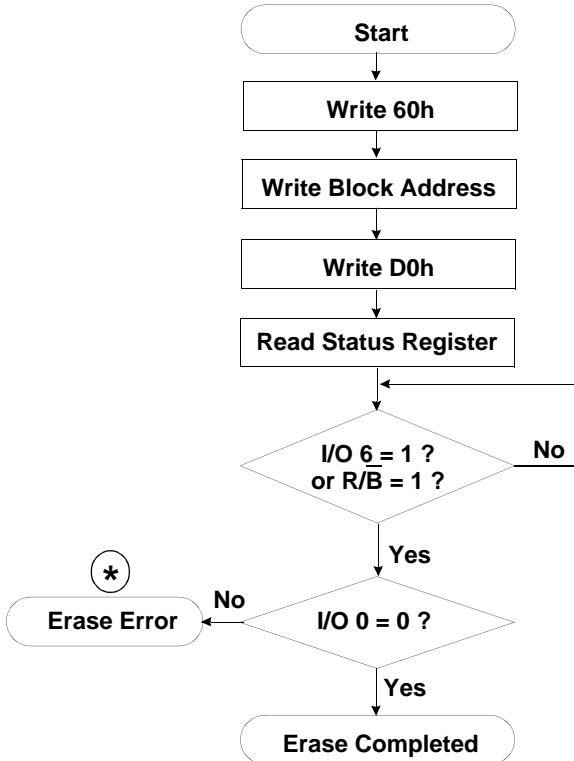 Start
Write 60h
Write Block Address
Write D0h
Read Status Register
I/O 6 = 1 ?
or R/B̅ = 1 ?
No
Yes
*
No
Erase Error
I/O 0 = 0 ?
Yes
Erase Completed